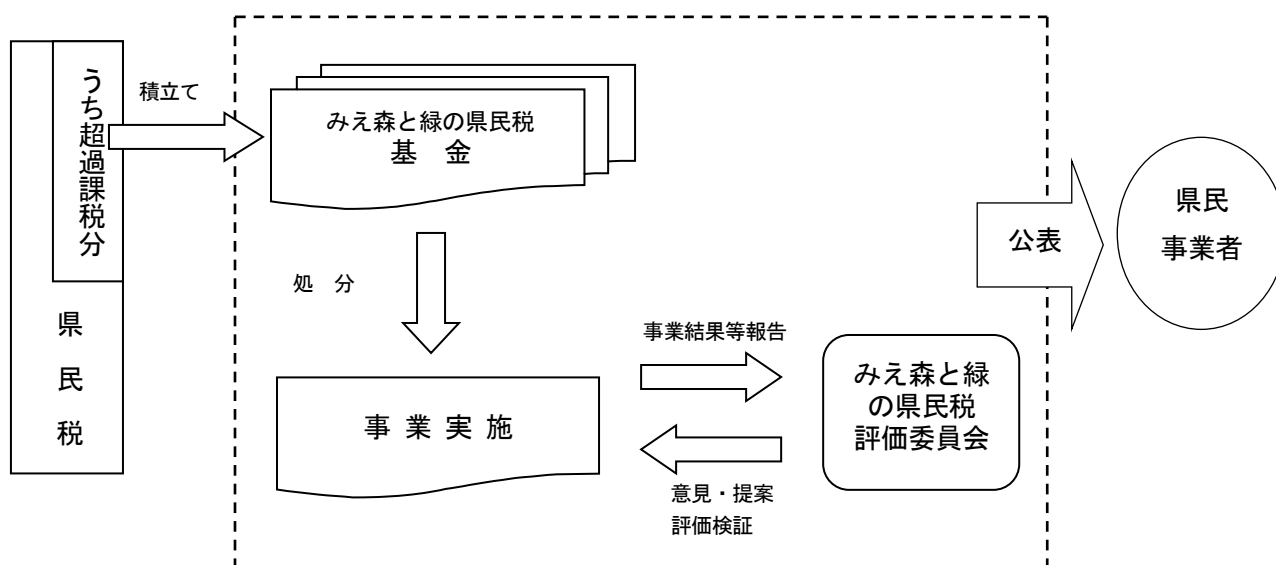 うち超過課税分
県民税
積立て
みえ森と緑の県民税
基　金
処　分
事 業 実 施
事業結果等報告
意見・提案
評価検証
みえ森と緑
の県民税
評価委員会
公表
県民
事業者